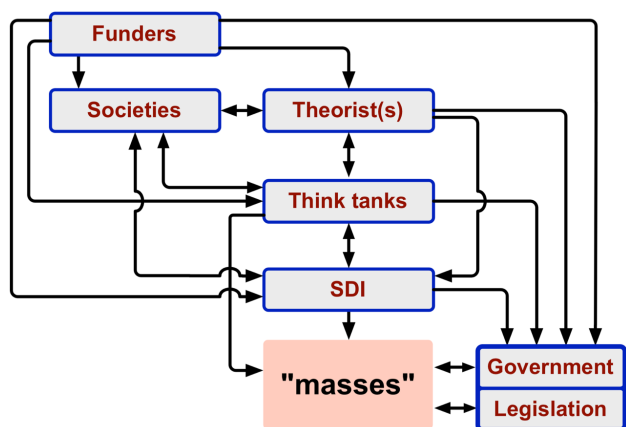 Funders
Societies
Theorist(s)
Think tanks
SDI
"masses"
Government
Legislation